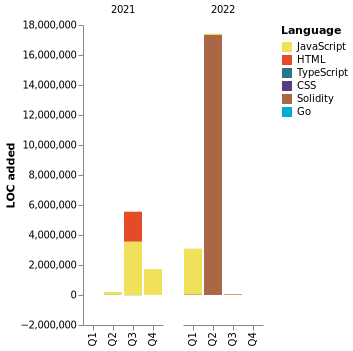 2021
2022
Language
JavaScript
HTML
TypeScript
CSS
Solidity
Go
LOC added
18,000,000
16,000,000
14,000,000
12,000,000
10,000,000
8,000,000
6,000,000
4,000,000
2,000,000
0
−2,000,000
Q1
Q2
Q3
Q4
Q1
Q2
Q3
Q4